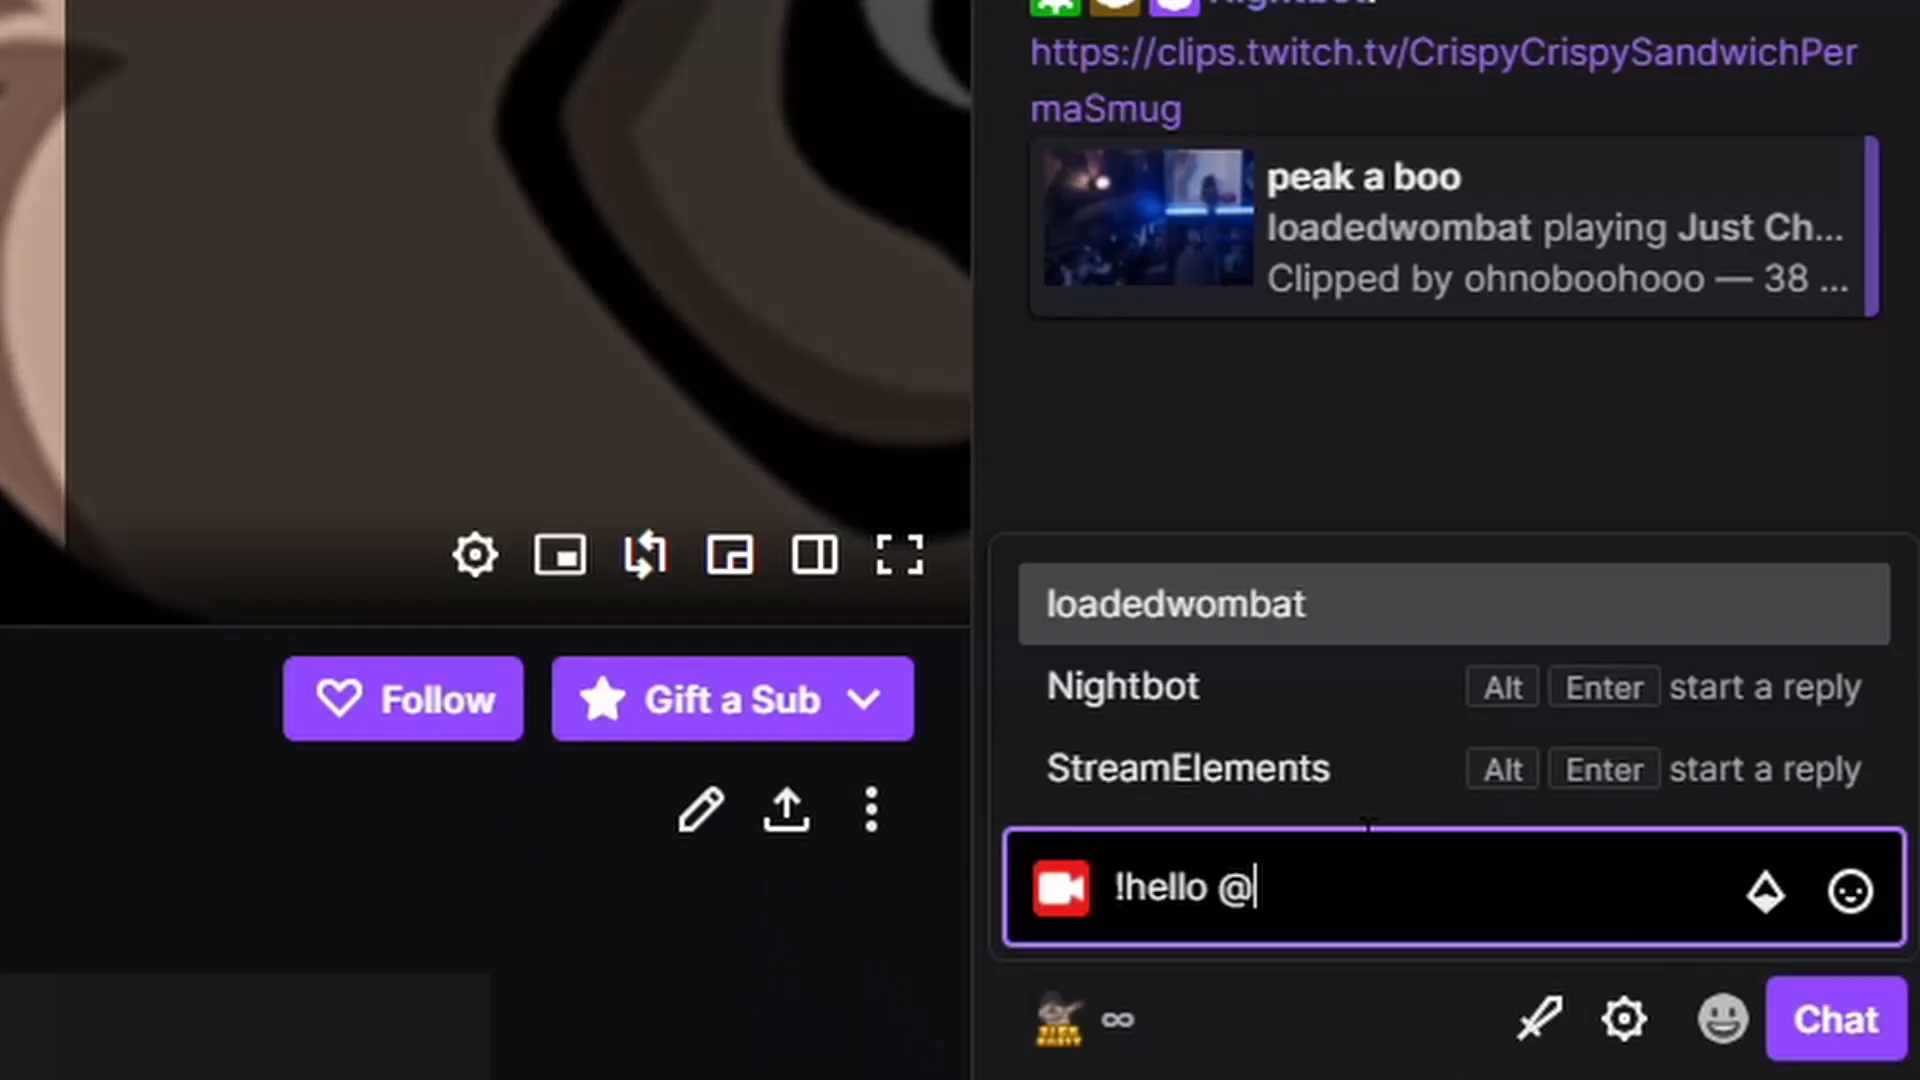 Nightbot:
https://clips.twitch.tv/CrispyCrispySandwichPer
maSmug
peak a boo
loadedwombat playing Just Ch...
Clipped by ohnoboohooo — 38 ...
loadedwombat
Nightbot Alt Enter start a reply
StreamElements Alt Enter start a reply
!hello @
Follow
Gift a Sub
∞
Chat